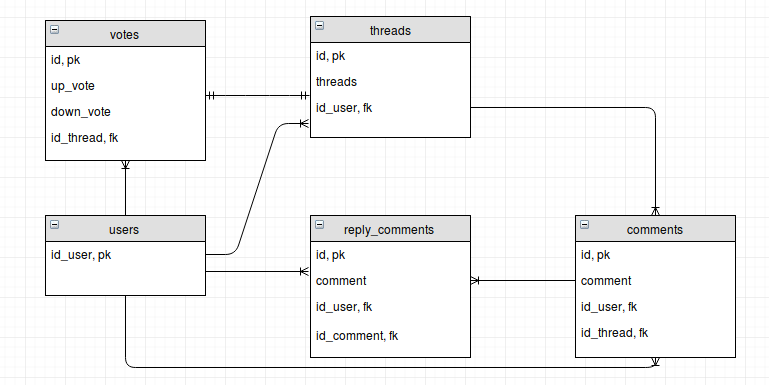 votes
id, pk
up_vote
down_vote
id_thread, fk
threads
id, pk
threads
id_user, fk
users
id_user, pk
reply_comments
id, pk
comment
id_user, fk
id_comment, fk
comments
id, pk
comment
id_user, fk
id_thread, fk